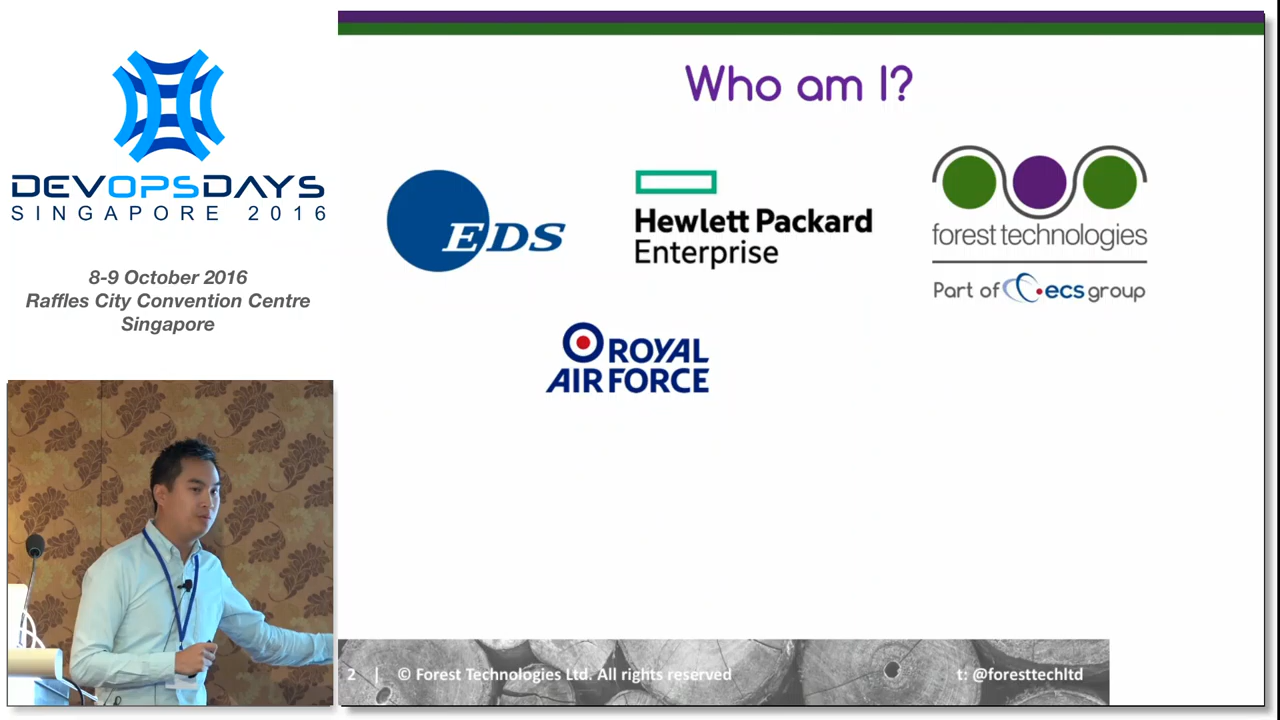 DEVOPSDAYS
SINGAPORE 2016
8-9 October 2016
Raffles City Convention Centre
Singapore
Who am I?
EDS
Hewlett Packard
Enterprise
forest technologies
Part of ecs group
ROYAL
AIR FORCE
2 | © Forest Technologies Ltd. All rights reserved t: @foresttechltd